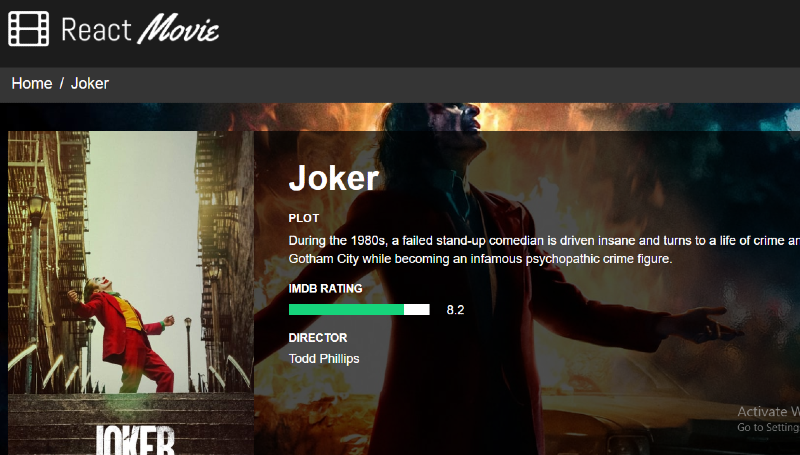 React Movie
Home / Joker
Joker
PLOT
During the 1980s, a failed stand-up comedian is driven insane and turns to a life of crime
Gotham City while becoming an infamous psychopathic crime figure.
IMDB RATING
8.2
DIRECTOR
Todd Phillips
JOKER
Activate W
Go to Setting